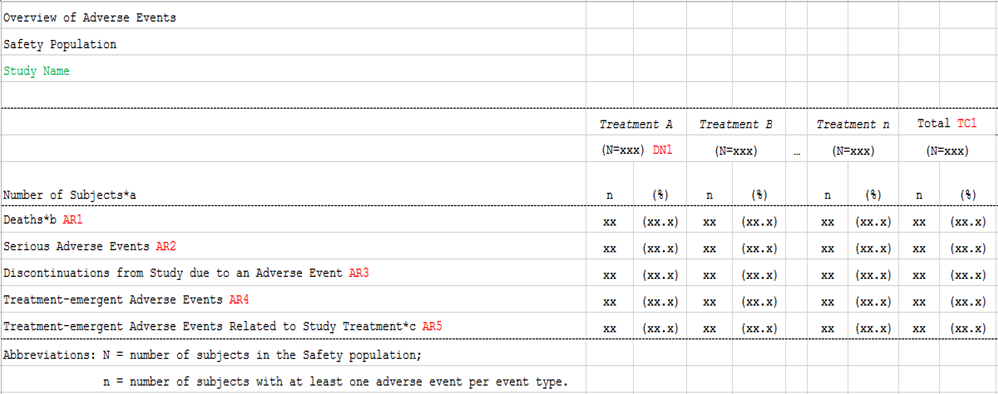 Overview of Adverse Events
Safety Population
Study Name
Treatment A Treatment B Treatment n Total TC1
(N=xxx) DN1 (N=xxx) … (N=xxx) (N=xxx)
Number of Subjects*a n (%) n (%) n (%) n (%)
Deaths*b AR1 xx (xx.x) xx (xx.x) xx (xx.x) xx (xx.x)
Serious Adverse Events AR2 xx (xx.x) xx (xx.x) xx (xx.x) xx (xx.x)
Discontinuations from Study due to an Adverse Event AR3 xx (xx.x) xx (xx.x) xx (xx.x) xx (xx.x)
Treatment-emergent Adverse Events AR4 xx (xx.x) xx (xx.x) xx (xx.x) xx (xx.x)
Treatment-emergent Adverse Events Related to Study Treatment*c AR5 xx (xx.x) xx (xx.x) xx (xx.x) xx (xx.x)
Abbreviations: N = number of subjects in the Safety population;
n = number of subjects with at least one adverse event per event type.